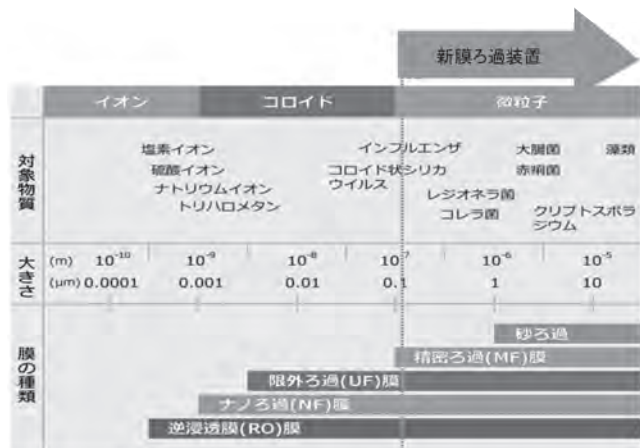 新膜ろ過装置
イオン コロイド 微粒子
対象物質
塩素イオン インフルエンザ 大腸菌 藻類
硫酸イオン コロイド状シリカ 赤痢菌
ナトリウムイオン ウイルス レジオネラ菌
トリハロメタン コレラ菌 クリプトスポラ
ジウム
大きさ
(m) 10⁻¹⁰ 10⁻⁹ 10⁻⁸ 10⁻⁷ 10⁻⁶ 10⁻⁵
(μm) 0.0001 0.001 0.01 0.1 1 10
膜の種類
砂ろ過
精密ろ過(MF)膜
限外ろ過(UF)膜
ナノろ過(NF)膜
逆浸透膜(RO)膜